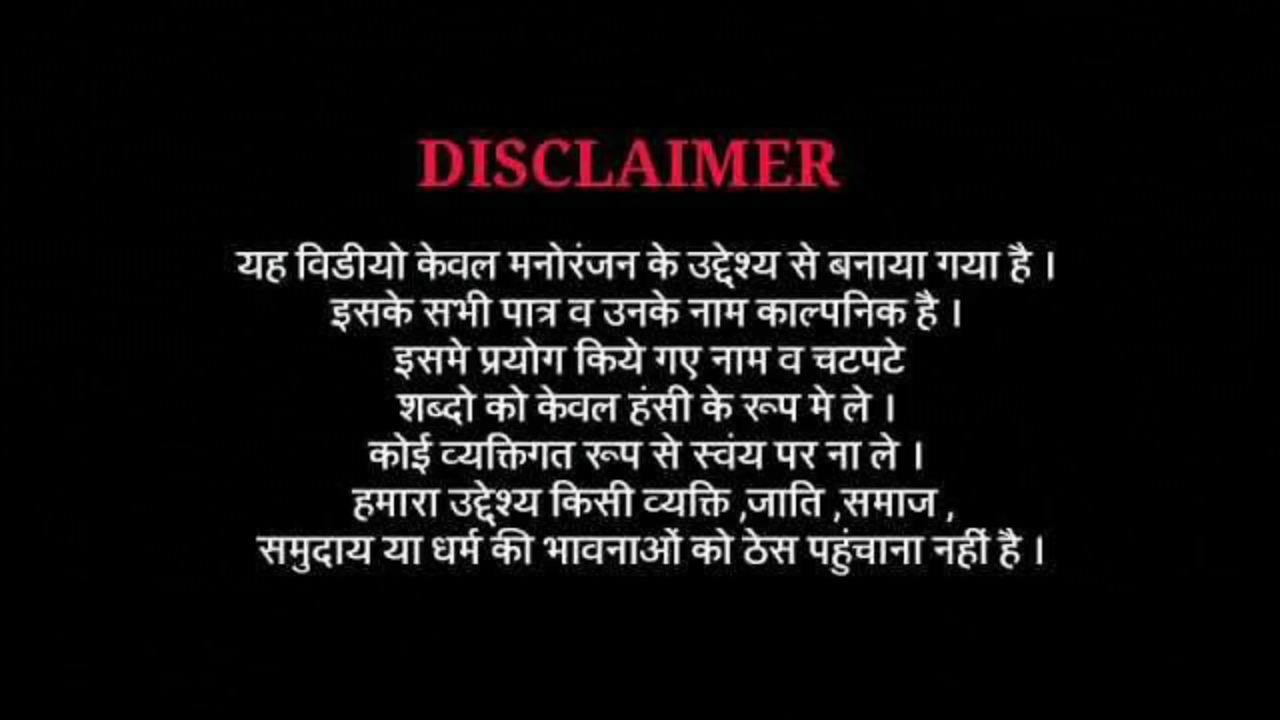 DISCLAIMER
यह विडीयो केवल मनोरंजन के उद्देश्य से बनाया गया है ।
इसके सभी पात्र व उनके नाम काल्पनिक है ।
इसमे प्रयोग किये गए नाम व चटपटे
शब्दो को केवल हंसी के रूप मे ले ।
कोई व्यक्तिगत रूप से स्वंय पर ना ले ।
हमारा उद्देश्य किसी व्यक्ति ,जाति ,समाज ,
समुदाय या धर्म की भावनाओं को ठेस पहुंचाना नहीं है ।